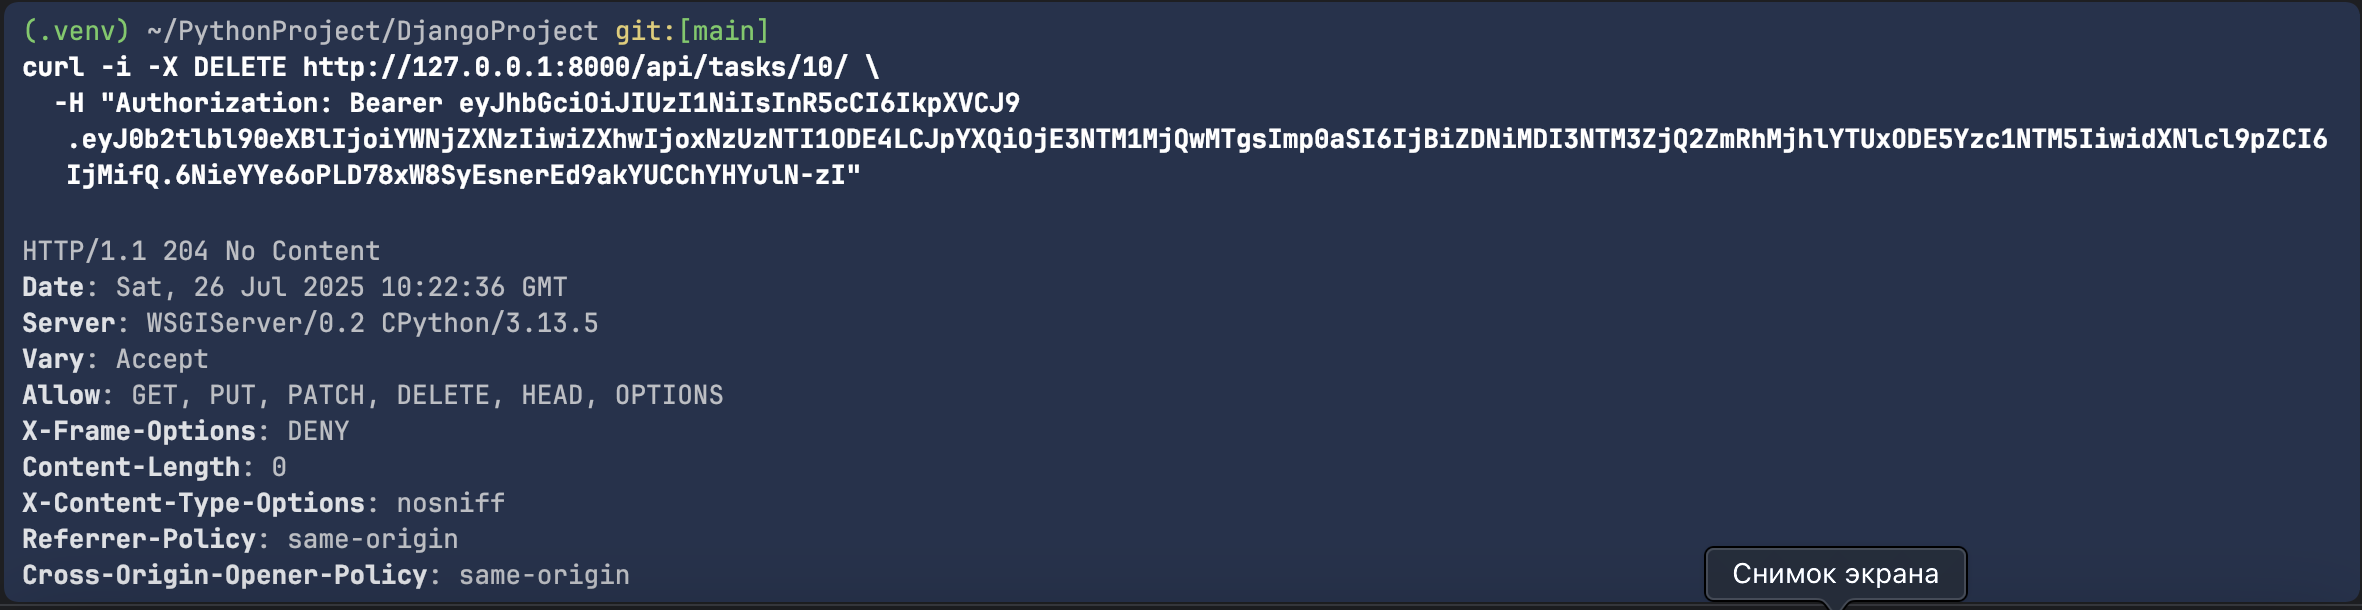 (.venv) ~/PythonProject/DjangoProject git:[main]
curl -i -X DELETE http://127.0.0.1:8000/api/tasks/10/ \
-H "Authorization: Bearer eyJhbGciOiJIUzI1NiIsInR5cCI6IkpXVCJ9
.eyJ0b2tlbl90eXBlIjoiYWNjZXNzIiwiZXhwIjoxNzUzNTI1ODE4LCJpYXQiOjE3NTM1MjQwMTgsImp0aSI6IjBiZDNiMDI3NTM3ZjQ2ZmRhMjhlYTUxODE5Yzc1NTM5IiwidXNlcl9pZCI6
IjMifQ.6NieYYe6oPLD78xW8SyEsnerEd9akYUCChYHYulN-zI"
HTTP/1.1 204 No Content
Date: Sat, 26 Jul 2025 10:22:36 GMT
Server: WSGIServer/0.2 CPython/3.13.5
Vary: Accept
Allow: GET, PUT, PATCH, DELETE, HEAD, OPTIONS
X-Frame-Options: DENY
Content-Length: 0
X-Content-Type-Options: nosniff
Referrer-Policy: same-origin
Cross-Origin-Opener-Policy: same-origin
Снимок экрана